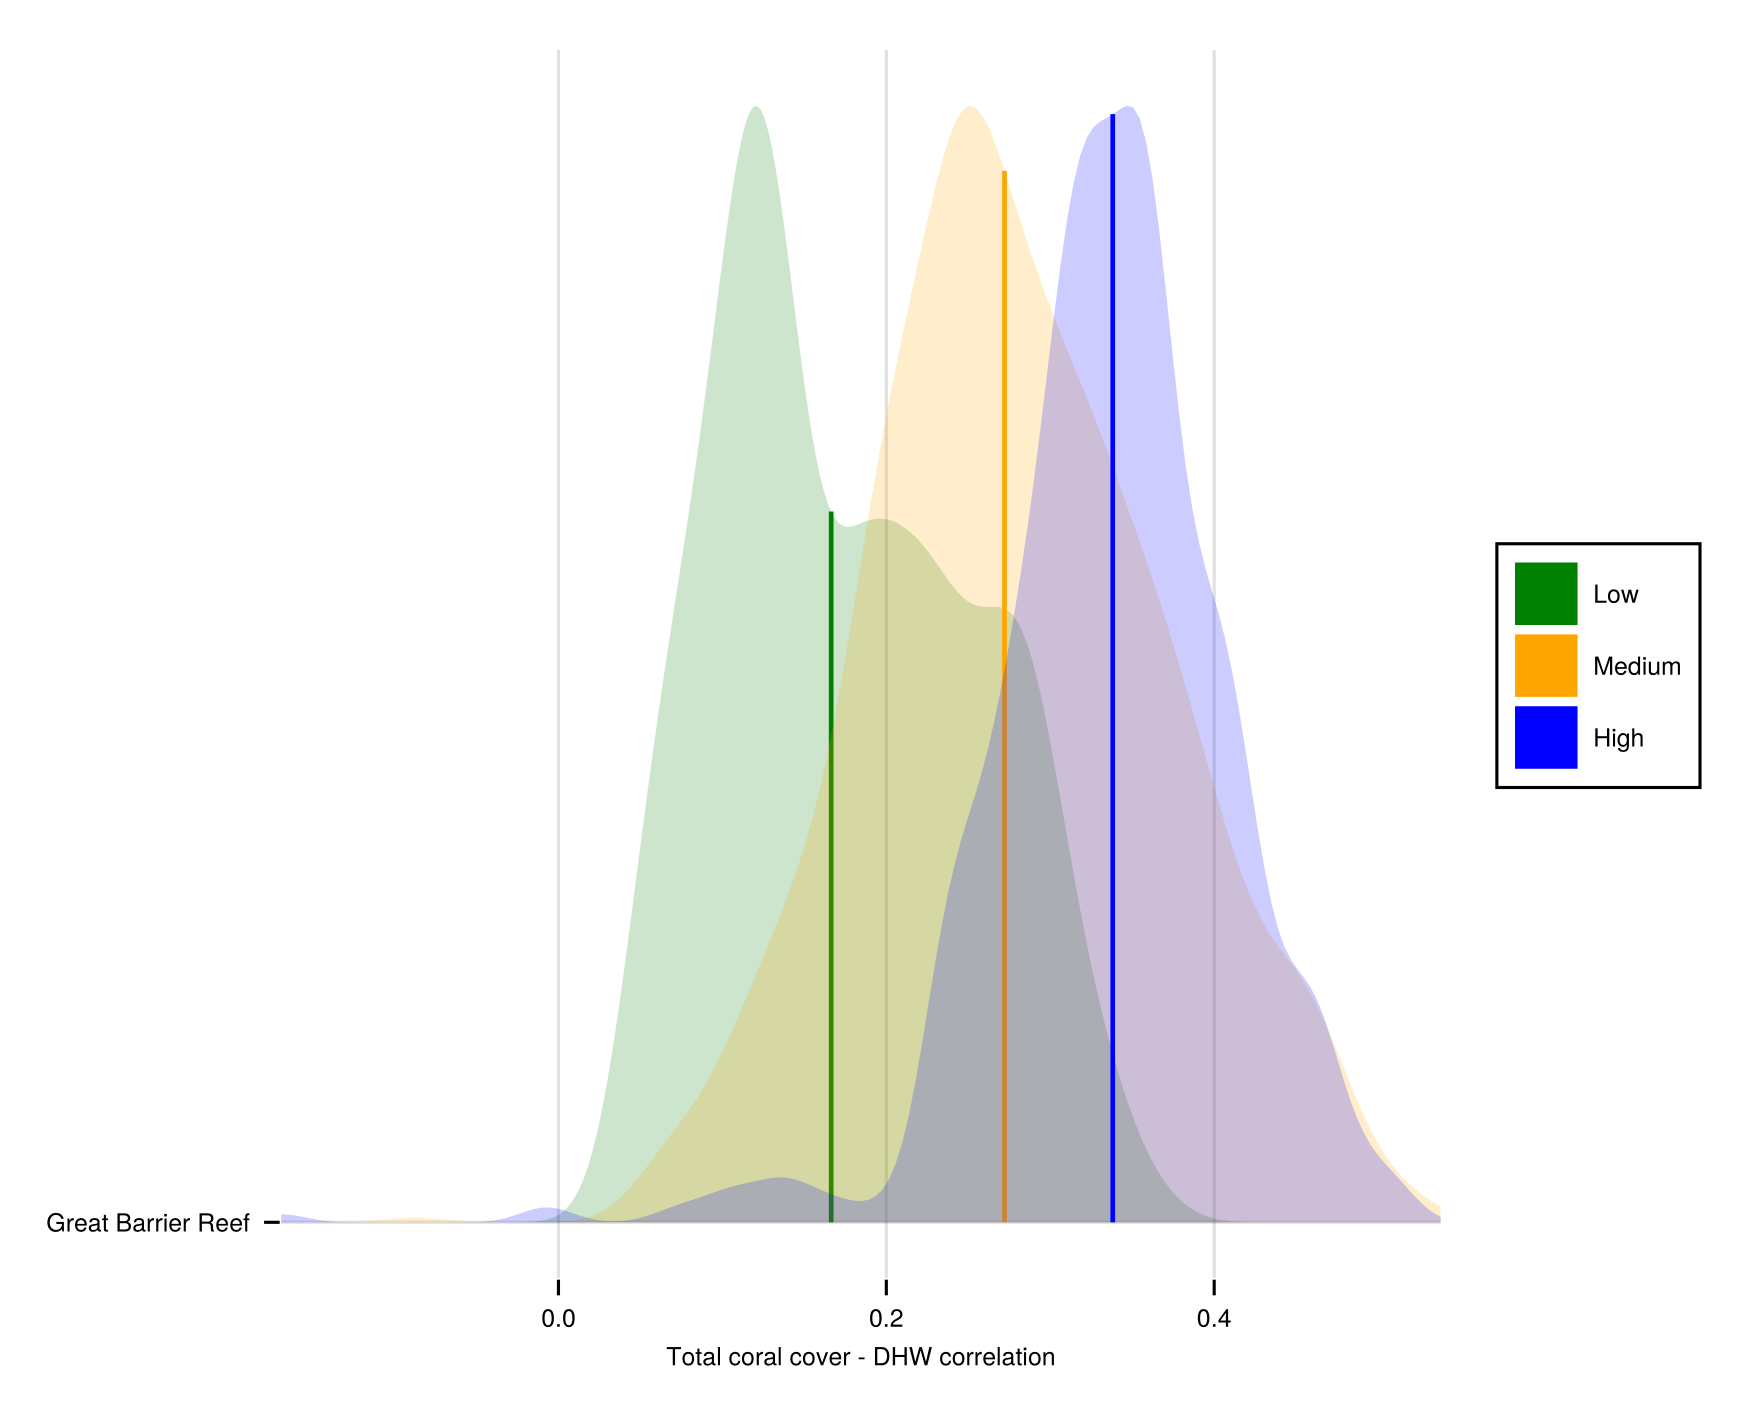 Low
Medium
High
Great Barrier Reef
0.0 0.2 0.4
Total coral cover - DHW correlation